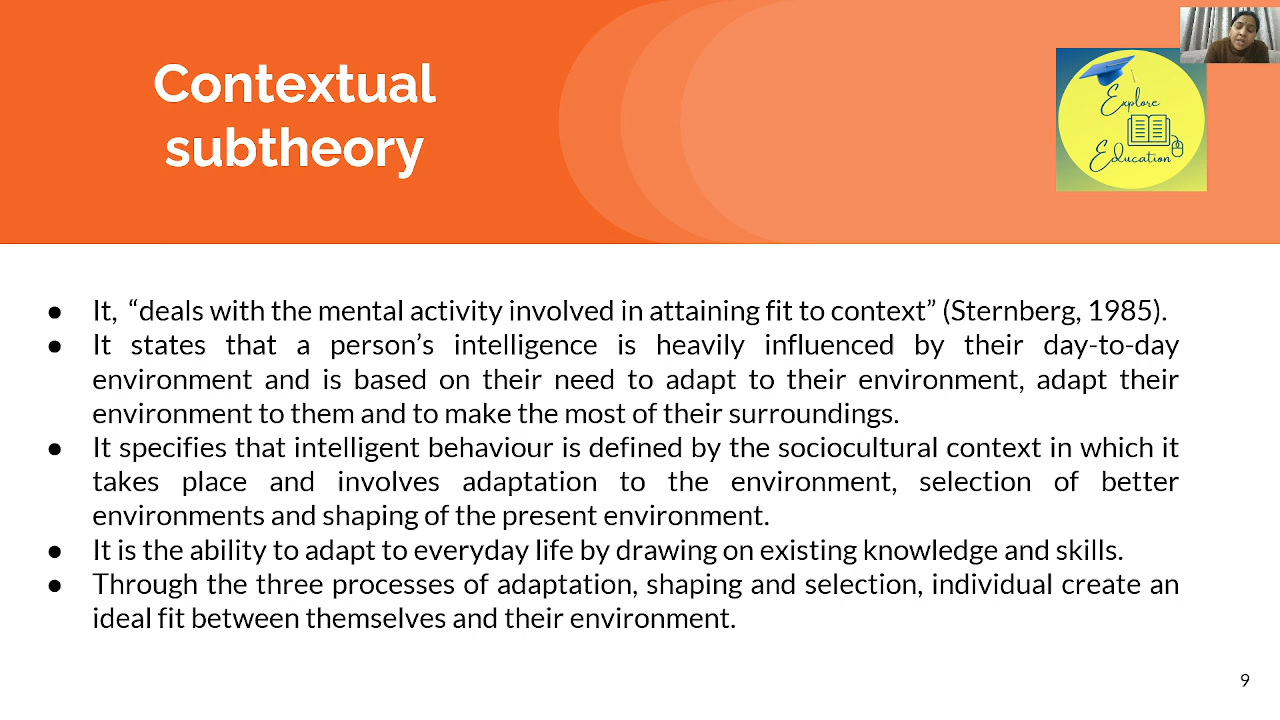 Contextual
subtheory
Explore
Education
● It, “deals with the mental activity involved in attaining fit to context” (Sternberg, 1985).
● It states that a person’s intelligence is heavily influenced by their day-to-day
environment and is based on their need to adapt to their environment, adapt their
environment to them and to make the most of their surroundings.
● It specifies that intelligent behaviour is defined by the sociocultural context in which it
takes place and involves adaptation to the environment, selection of better
environments and shaping of the present environment.
● It is the ability to adapt to everyday life by drawing on existing knowledge and skills.
● Through the three processes of adaptation, shaping and selection, individual create an
ideal fit between themselves and their environment.
9